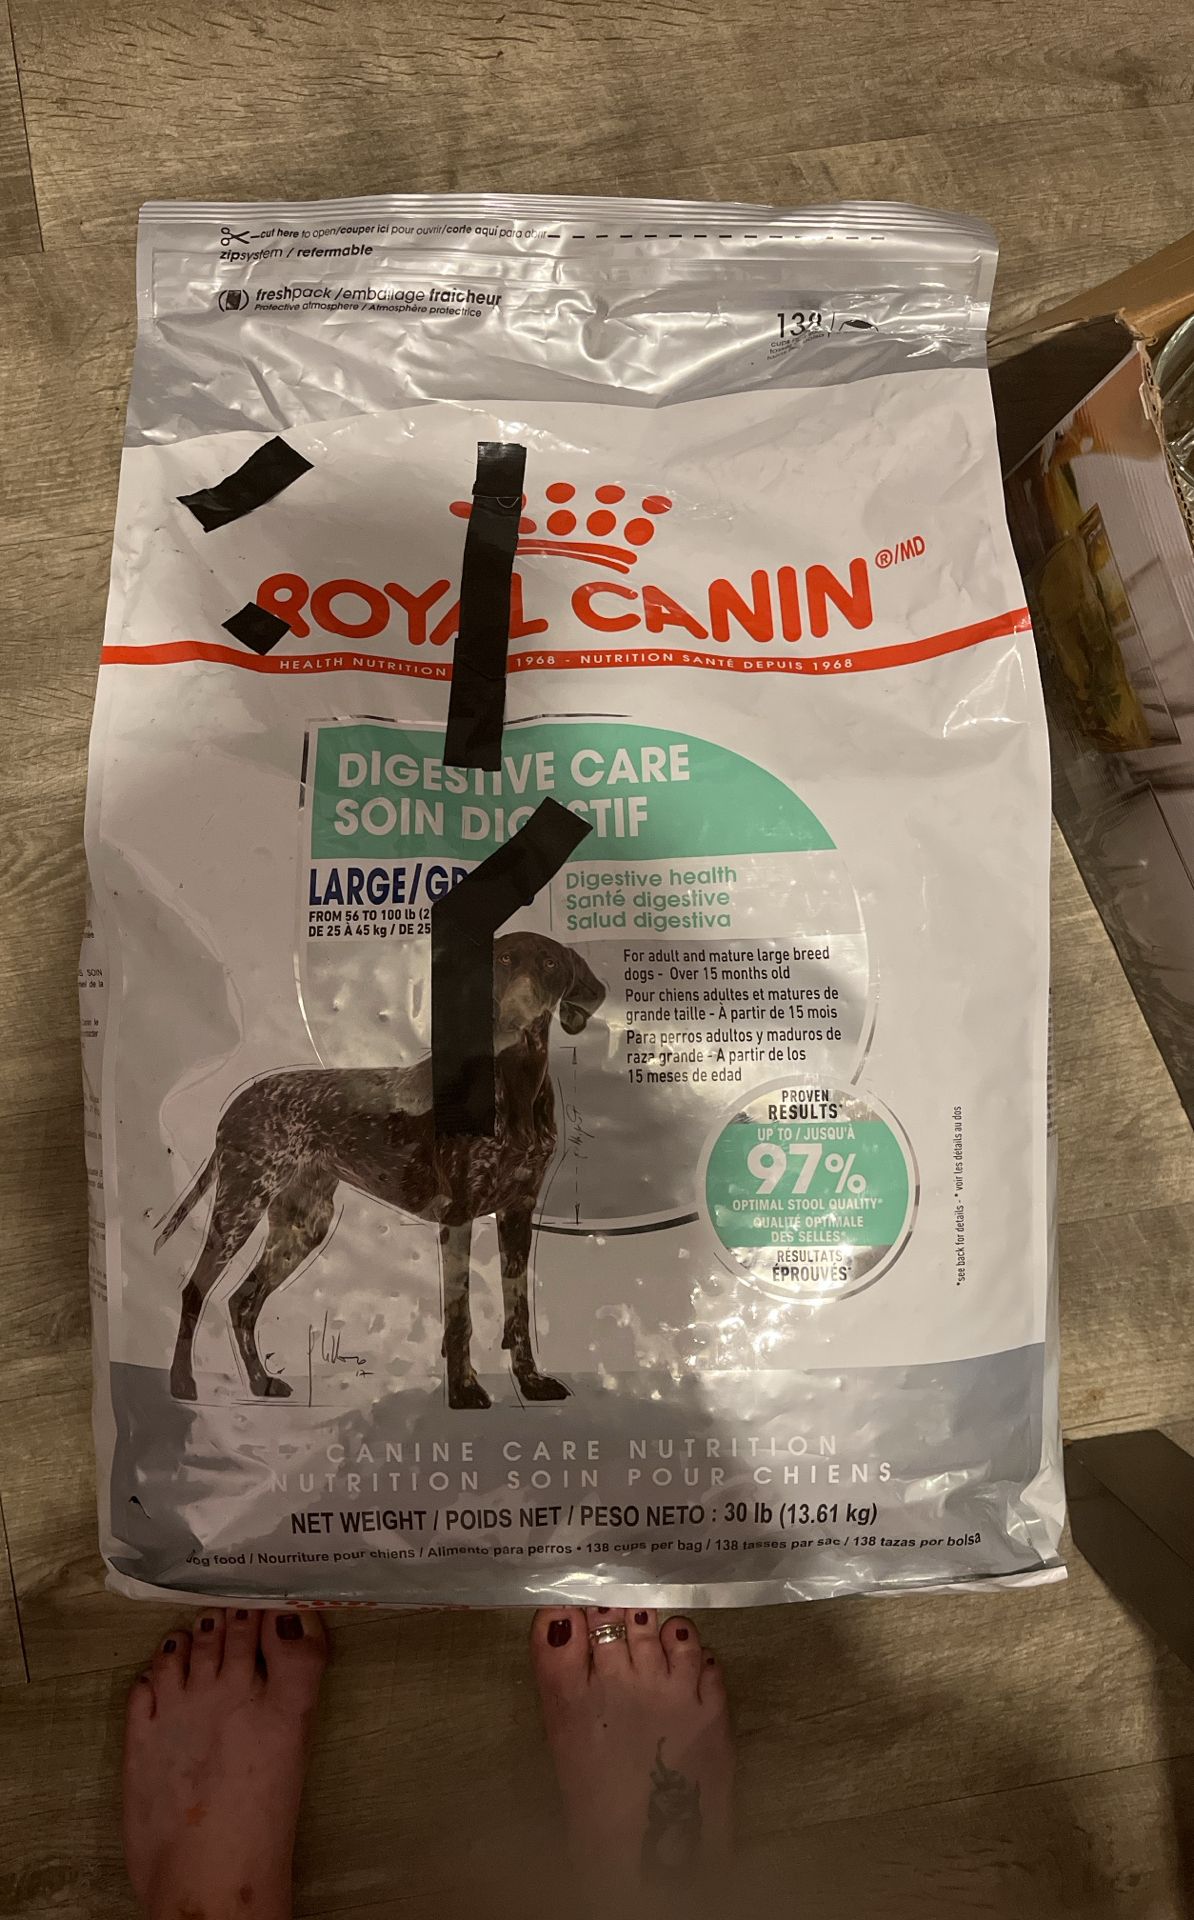 cut here to open/couper ici pour ouvrir/corte aquí para abrir
zipsystem / refermable
freshpack / emballage fraîcheur
Protective atmosphere / Atmosphère protectrice
138
cups
ROYAL CANIN ®/MD
HEALTH NUTRITION 1968 - NUTRITION SANTÉ DEPUIS 1968
DIGESTIVE CARE
SOIN DIGESTIF
LARGE/
FROM 56 TO 100 lb
DE 25 À 45 kg / DE 25
Digestive health
Santé digestive
Salud digestiva
For adult and mature large breed
dogs - Over 15 months old
Pour chiens adultes et matures de
grande taille - À partir de 15 mois
Para perros adultos y maduros de
raza grande - A partir de los
15 meses de edad
PROVEN
RESULTS*
UP TO / JUSQU'À
97%
OPTIMAL STOOL QUALITY*
QUALITÉ OPTIMALE
DES SELLES*
RÉSULTATS
ÉPROUVÉS*
*see back for details - * voir les détails au dos
CANINE CARE NUTRITION
NUTRITION SOIN POUR CHIENS
NET WEIGHT / POIDS NET / PESO NETO : 30 lb (13.61 kg)
Dog food / Nourriture pour chiens / Alimento para perros • 138 cups per bag / 138 tasses par sac / 138 tazas por bolsa